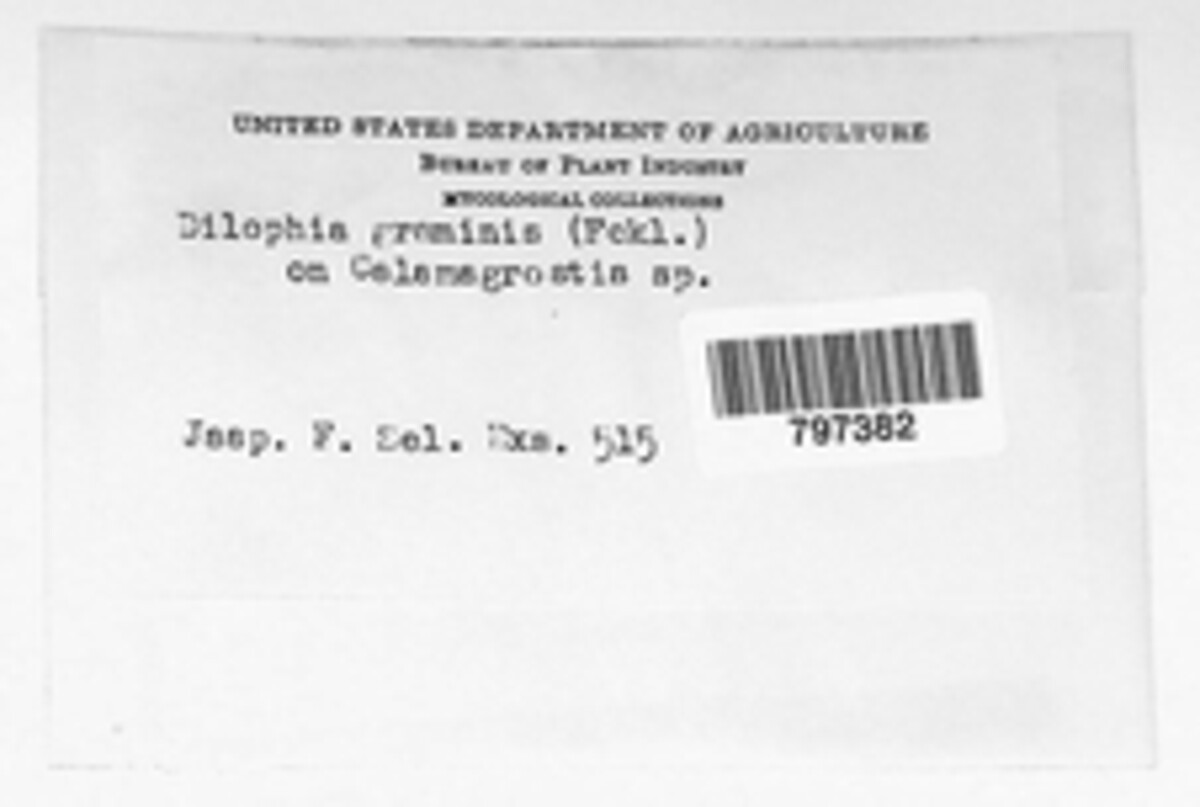 UNITED STATES DEPARTMENT OF AGRICULTURE
BUREAU OF PLANT INDUSTRY
MYCOLOGICAL COLLECTIONS
Dilophia graminis (Fckl.)
on Calamagrostis sp.
Jaap. F. Sel. Exs. 515
797382